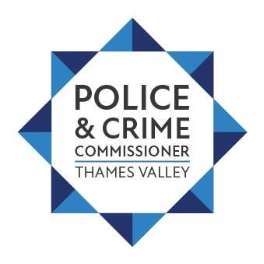 POLICE
& CRIME
COMMISSIONER
THAMES VALLEY